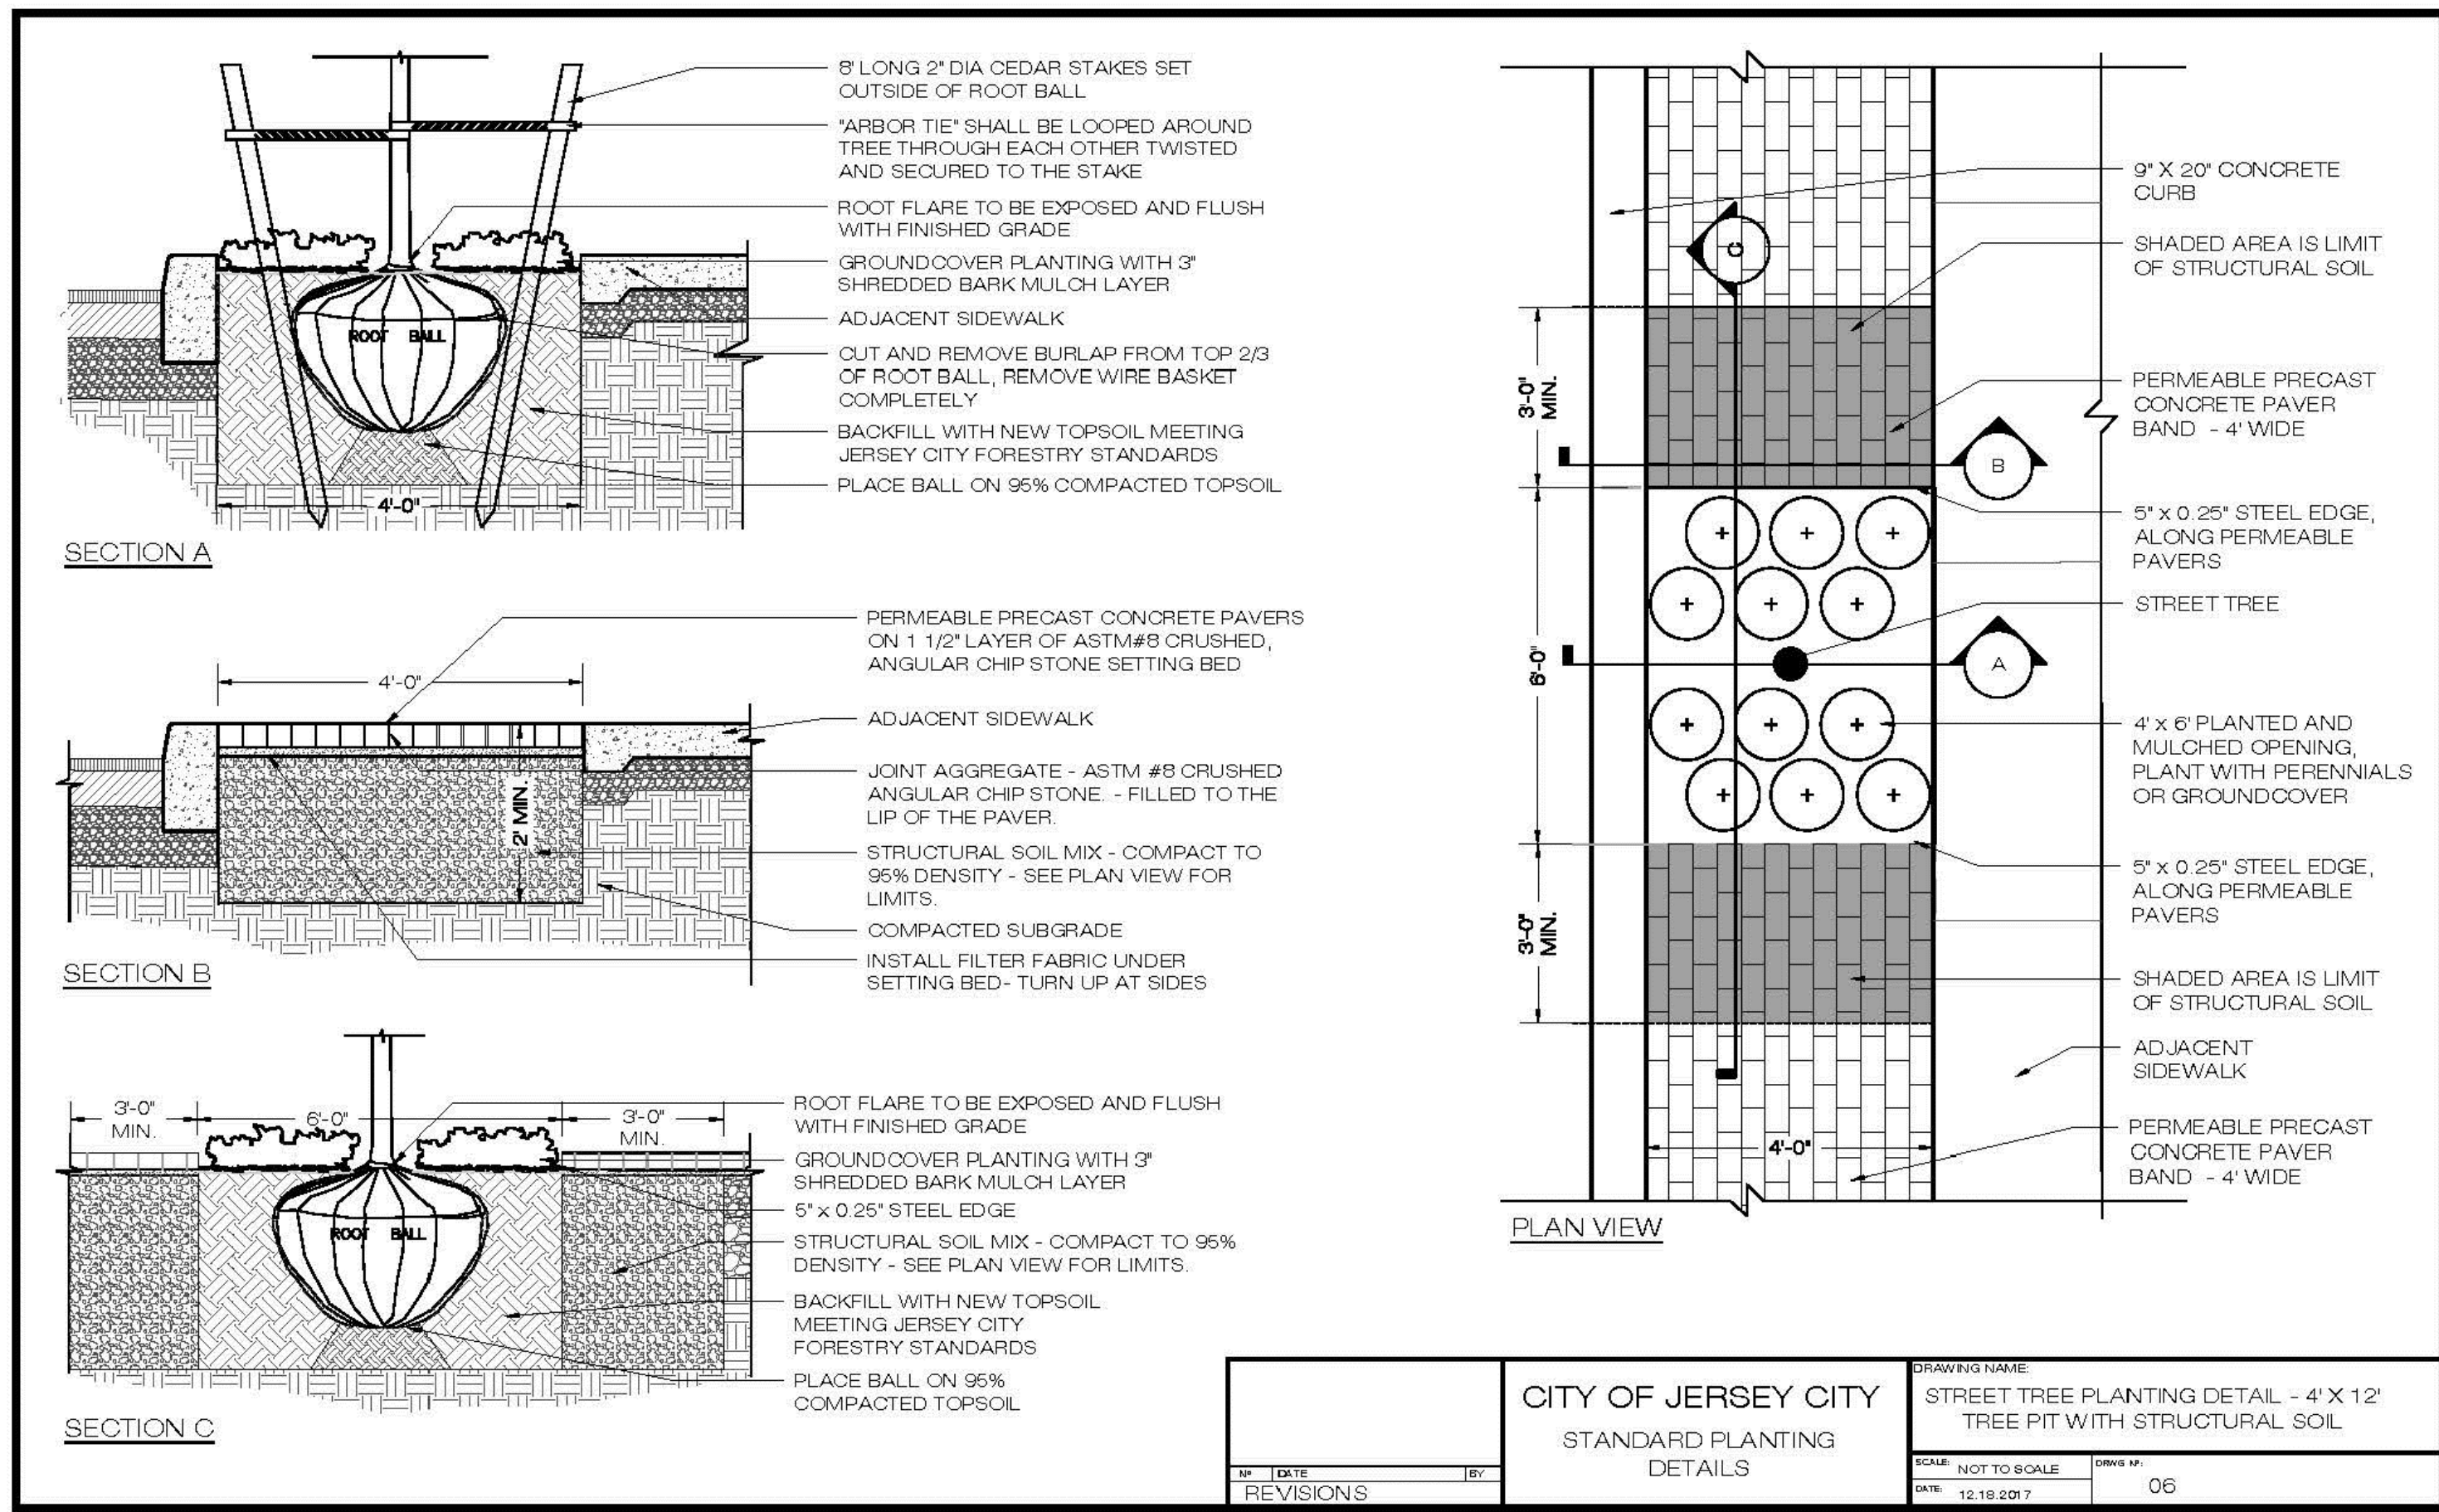 8' LONG 2" DIA CEDAR STAKES SET
OUTSIDE OF ROOT BALL
"ARBOR TIE" SHALL BE LOOPED AROUND
TREE THROUGH EACH OTHER TWISTED
AND SECURED TO THE STAKE
ROOT FLARE TO BE EXPOSED AND FLUSH
WITH FINISHED GRADE
GROUNDCOVER PLANTING WITH 3"
SHREDDED BARK MULCH LAYER
ADJACENT SIDEWALK
CUT AND REMOVE BURLAP FROM TOP 2/3
OF ROOT BALL, REMOVE WIRE BASKET
COMPLETELY
BACKFILL WITH NEW TOPSOIL MEETING
JERSEY CITY FORESTRY STANDARDS
PLACE BALL ON 95% COMPACTED TOPSOIL
ROOT BALL
4'-0"
SECTION A
PERMEABLE PRECAST CONCRETE PAVERS
ON 1 1/2" LAYER OF ASTM#8 CRUSHED,
ANGULAR CHIP STONE SETTING BED
4'-0"
ADJACENT SIDEWALK
JOINT AGGREGATE - ASTM #8 CRUSHED
ANGULAR CHIP STONE. - FILLED TO THE
LIP OF THE PAVER.
2' MIN.
STRUCTURAL SOIL MIX - COMPACT TO
95% DENSITY - SEE PLAN VIEW FOR
LIMITS.
COMPACTED SUBGRADE
INSTALL FILTER FABRIC UNDER
SETTING BED- TURN UP AT SIDES
SECTION B
3'-0"
MIN.
6'-0"
3'-0"
MIN.
ROOT FLARE TO BE EXPOSED AND FLUSH
WITH FINISHED GRADE
GROUNDCOVER PLANTING WITH 3"
SHREDDED BARK MULCH LAYER
5" x 0.25" STEEL EDGE
STRUCTURAL SOIL MIX - COMPACT TO 95%
DENSITY - SEE PLAN VIEW FOR LIMITS.
BACKFILL WITH NEW TOPSOIL
MEETING JERSEY CITY
FORESTRY STANDARDS
PLACE BALL ON 95%
COMPACTED TOPSOIL
ROOT BALL
SECTION C
9" X 20" CONCRETE
CURB
C
SHADED AREA IS LIMIT
OF STRUCTURAL SOIL
3'-0"
MIN.
PERMEABLE PRECAST
CONCRETE PAVER
BAND - 4' WIDE
B
5" x 0.25" STEEL EDGE,
ALONG PERMEABLE
PAVERS
STREET TREE
6'-0"
A
4' x 6' PLANTED AND
MULCHED OPENING,
PLANT WITH PERENNIALS
OR GROUNDCOVER
5" x 0.25" STEEL EDGE,
ALONG PERMEABLE
PAVERS
3'-0"
MIN.
SHADED AREA IS LIMIT
OF STRUCTURAL SOIL
ADJACENT
SIDEWALK
4'-0"
PERMEABLE PRECAST
CONCRETE PAVER
BAND - 4' WIDE
PLAN VIEW
Nº DATE BY
REVISIONS
CITY OF JERSEY CITY
STANDARD PLANTING
DETAILS
DRAWING NAME:
STREET TREE PLANTING DETAIL - 4' X 12'
TREE PIT WITH STRUCTURAL SOIL
SCALE: NOT TO SCALE
DATE: 12.18.2017
DRWG Nº:
06